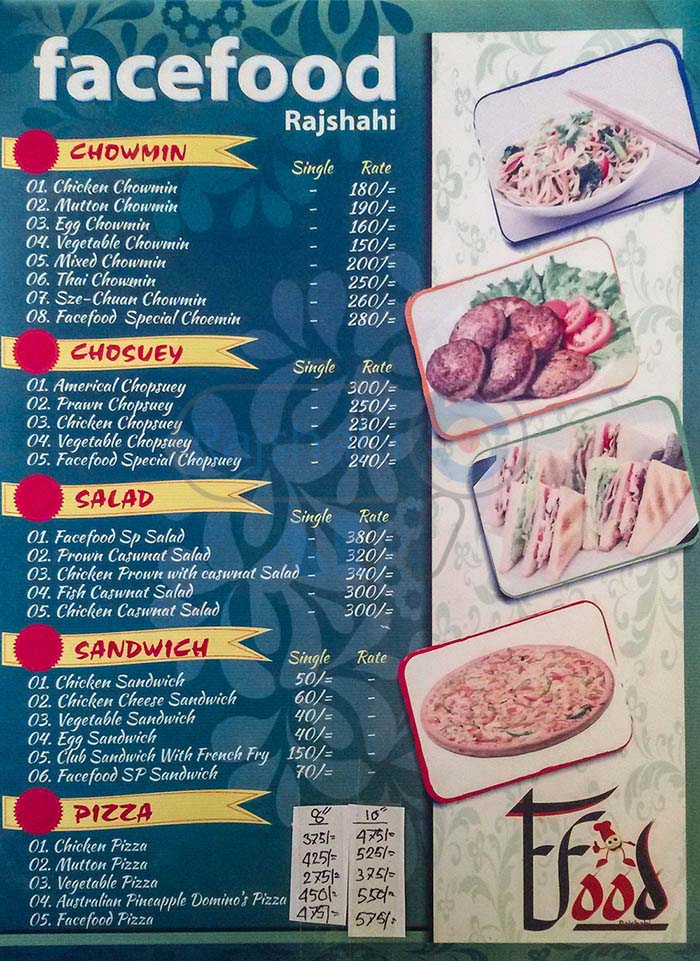 facefood
Rajshahi
CHOWMIN
Single Rate
01. Chicken Chowmin - 180/=
02. Mutton Chowmin - 190/=
03. Egg Chowmin - 160/=
04. Vegetable Chowmin - 150/=
05. Mixed Chowmin - 200/=
06. Thai Chowmin - 250/=
07. Sze-Chuan Chowmin - 260/=
08. Facefood Special Choemin - 280/=
CHOSUEY
Single Rate
01. Americal Chopsuey - 300/=
02. Prawn Chopsuey - 250/=
03. Chicken Chopsuey - 230/=
04. Vegetable Chopsuey - 200/=
05. Facefood Special Chopsuey - 240/=
SALAD
Single Rate
01. Facefood Sp Salad - 380/=
02. Prown Caswnat Salad - 320/=
03. Chicken Prown with caswnat Salad - 340/=
04. Fish Caswnat Salad - 300/=
05. Chicken Caswnat Salad - 300/=
SANDWICH
Single Rate
01. Chicken Sandwich 50/= -
02. Chicken Cheese Sandwich 60/= -
03. Vegetable Sandwich 40/= -
04. Egg Sandwich 40/= -
05. Club Sandwich With French Fry 150/= -
06. Facefood SP Sandwich 70/= -
PIZZA
8" 10"
01. Chicken Pizza 375/= 475/=
02. Mutton Pizza 425/= 525/=
03. Vegetable Pizza 275/= 375/=
04. Australian Pineapple Domino's Pizza 450/= 550/=
05. Facefood Pizza 475/= 575/=
Food
Rajshahi